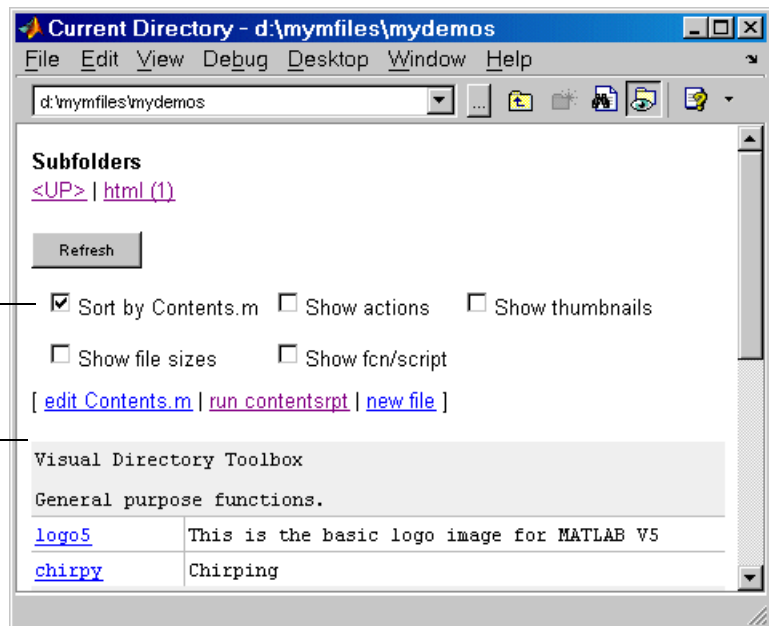 Current Directory - d:\mymfiles\mydemos
File Edit View Debug Desktop Window Help
d:\mymfiles\mydemos ...
Subfolders
<UP> | html (1)
Refresh
Sort by Contents.m Show actions Show thumbnails
Show file sizes Show fcn/script
[ edit Contents.m | run contentsrpt | new file ]
Visual Directory Toolbox
General purpose functions.
logo5 This is the basic logo image for MATLAB V5
chirpy Chirping